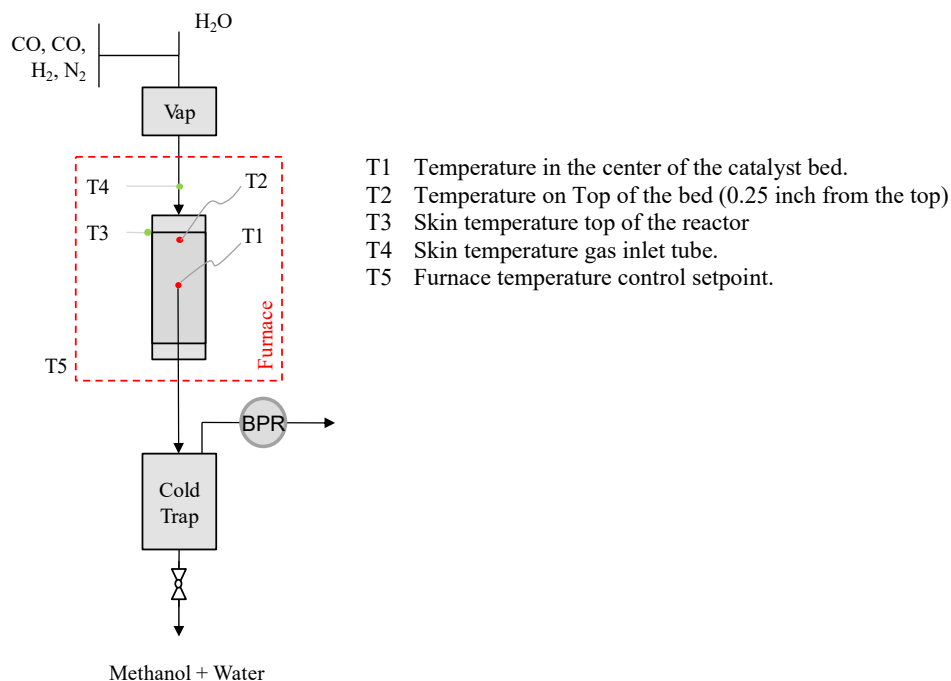 H₂O
CO, CO,
H₂, N₂
Vap
T4
T2
T3
T1
T5
Furnace
BPR
Cold
Trap
Methanol + Water
T1 Temperature in the center of the catalyst bed.
T2 Temperature on Top of the bed (0.25 inch from the top)
T3 Skin temperature top of the reactor
T4 Skin temperature gas inlet tube.
T5 Furnace temperature control setpoint.